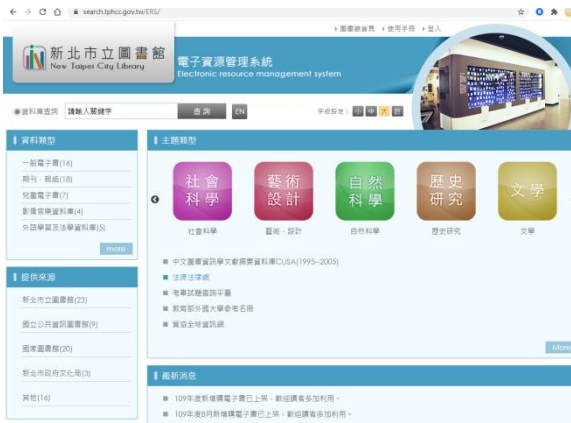 search.tphcc.gov.tw/ERS/
圖書館首頁
使用手冊
登入
新北市立圖書館
New Taipei City Library
電子資源管理系統
Electronic resource management system
資料庫查詢
請輸入關鍵字
查詢
EN
字級設定：
小
中
大
巨
資料類型
一般電子書(16)
期刊．報紙(18)
兒童電子書(7)
影像音樂資料庫(4)
外語學習及法學資料庫(5)
more
提供來源
新北市立圖書館(23)
國立公共資訊圖書館(9)
國家圖書館(20)
新北市政府文化局(3)
其他(16)
主題類型
社會
科學
藝術
設計
自然
科學
歷史
研究
文學
社會科學
藝術．設計
自然科學
歷史研究
文學
中文圖書資訊學文獻摘要資料庫CLISA(1995–2005)
法源法律網
考畢試題查詢平臺
教育部外國大學參考名冊
貿協全球資訊網
More
最新消息
109年度新增購電子書已上架，歡迎讀者多加利用。
109年度8月新增購電子書已上架，歡迎讀者多加利用。